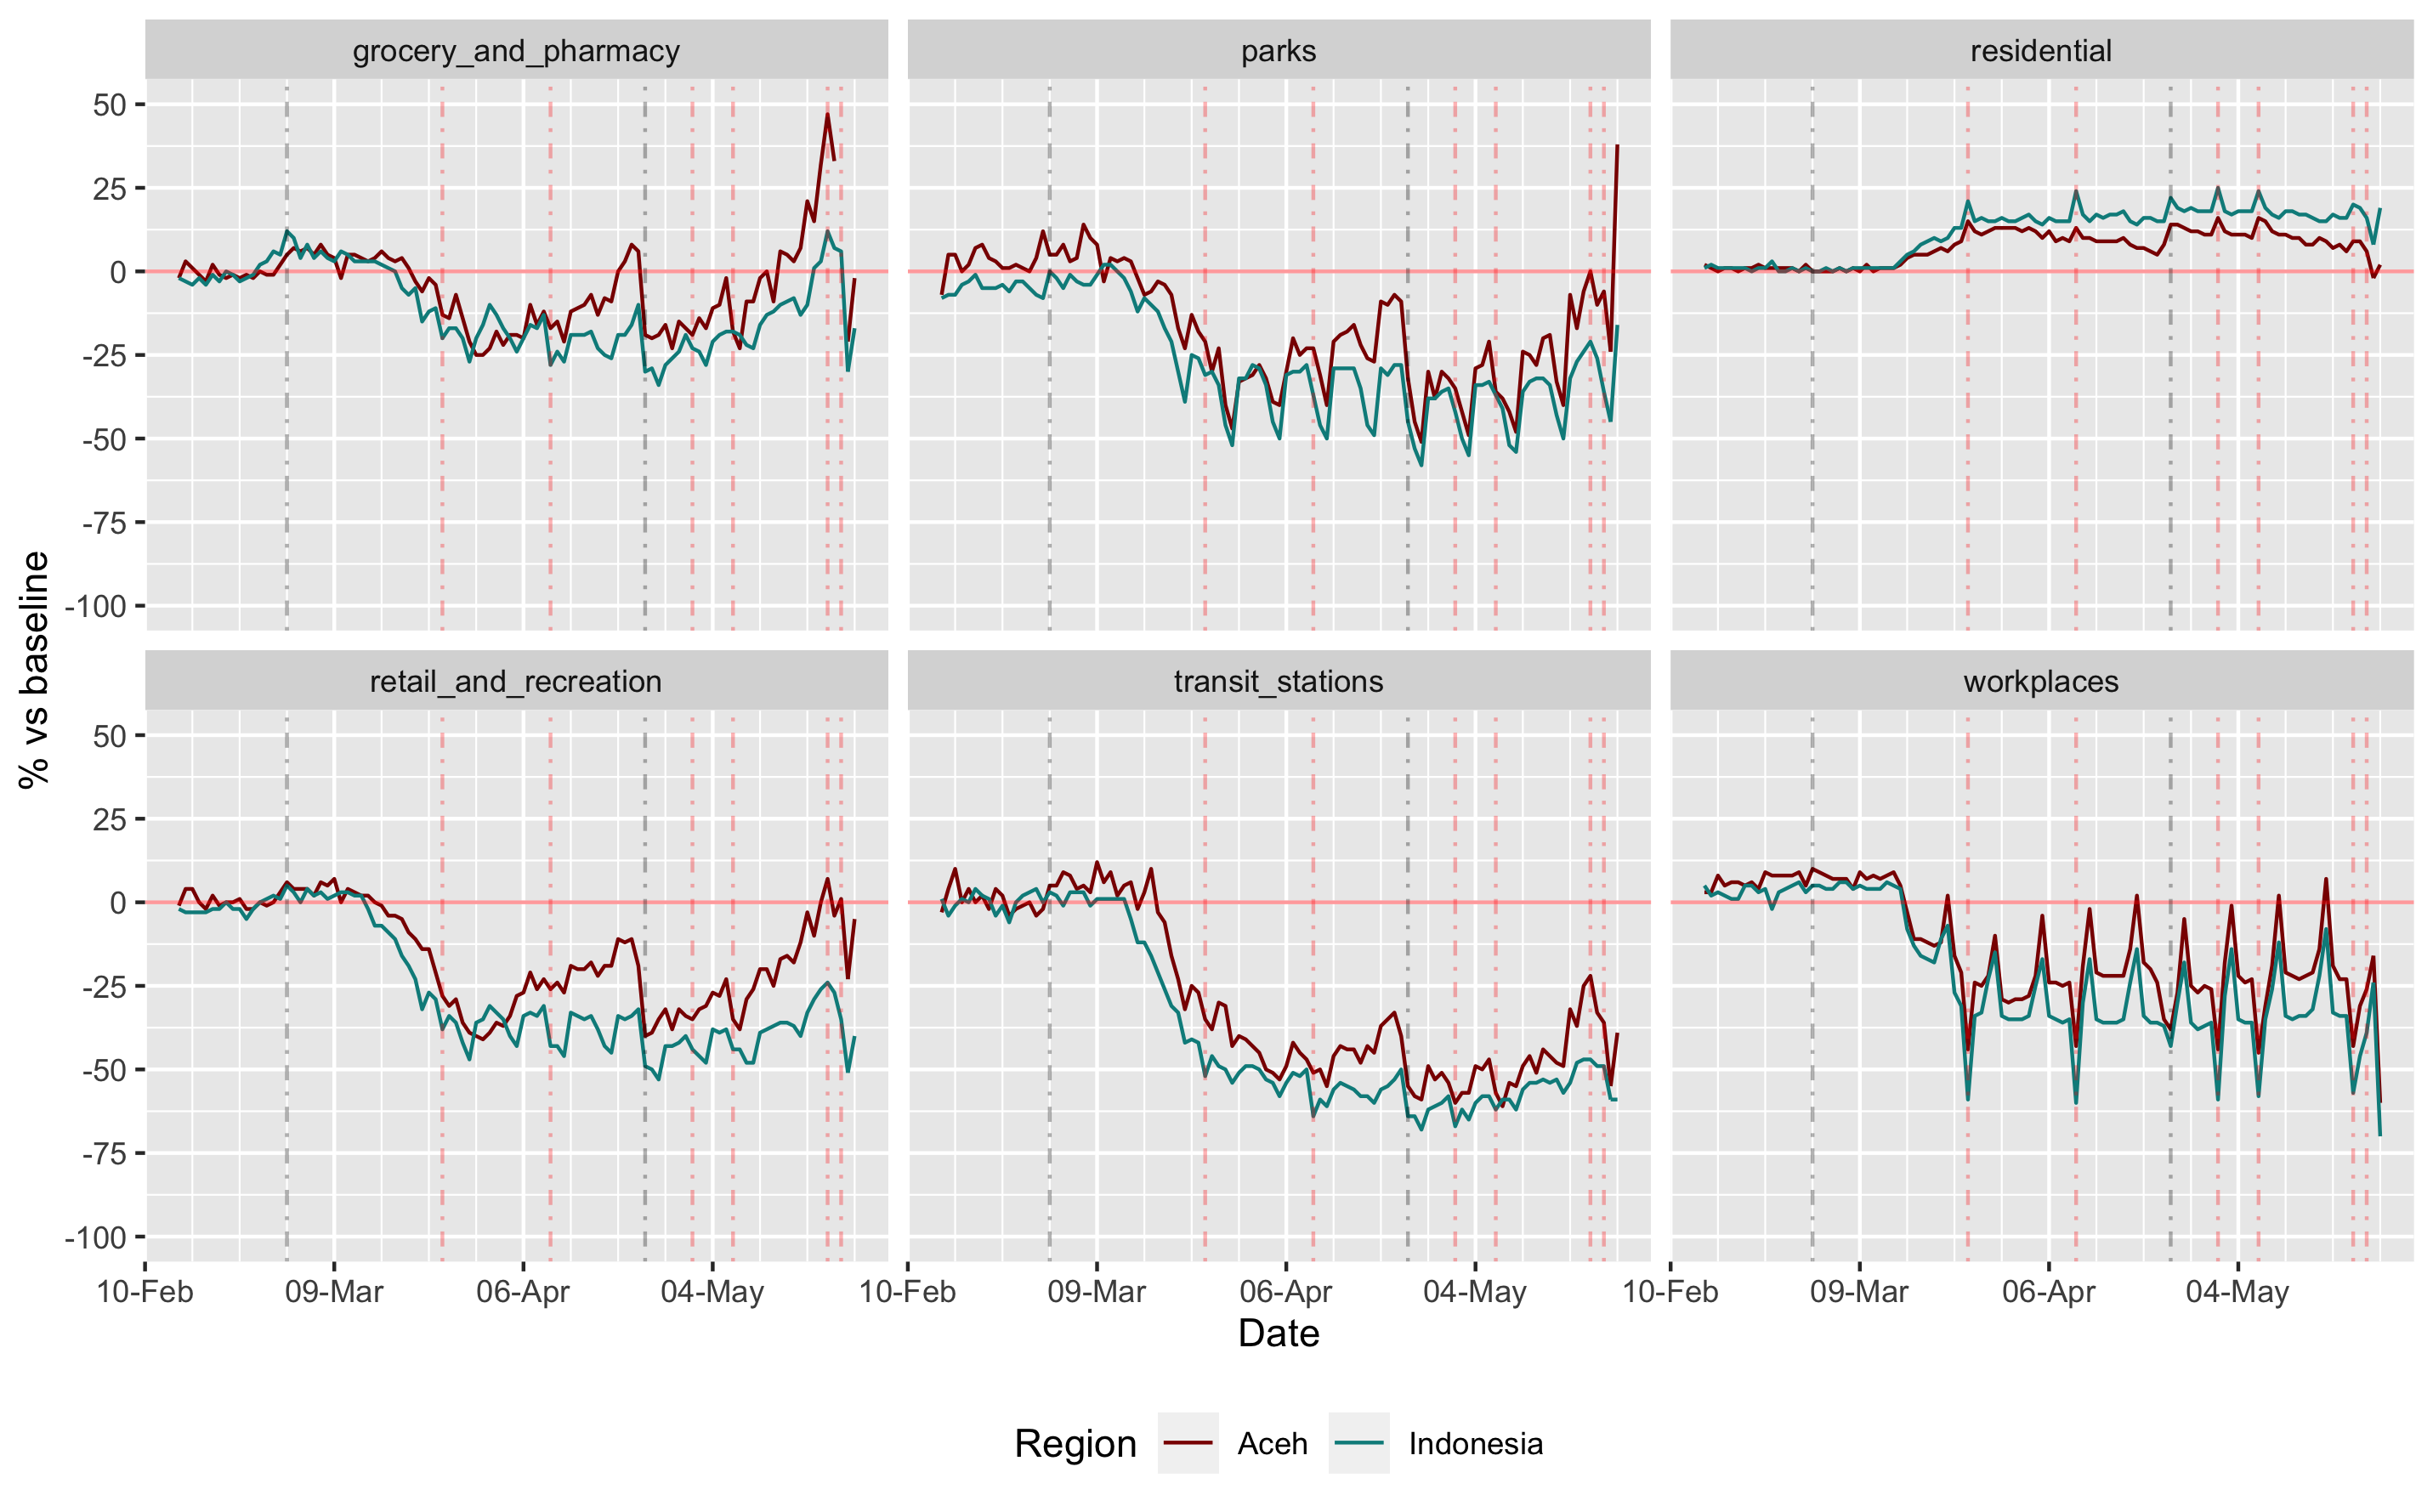 grocery_and_pharmacy
parks
residential
50
25
0
-25
-50
-75
-100
retail_and_recreation
transit_stations
workplaces
50
25
0
-25
-50
-75
-100
% vs baseline
10-Feb 09-Mar 06-Apr 04-May
10-Feb 09-Mar 06-Apr 04-May
10-Feb 09-Mar 06-Apr 04-May
Date
Region Aceh Indonesia